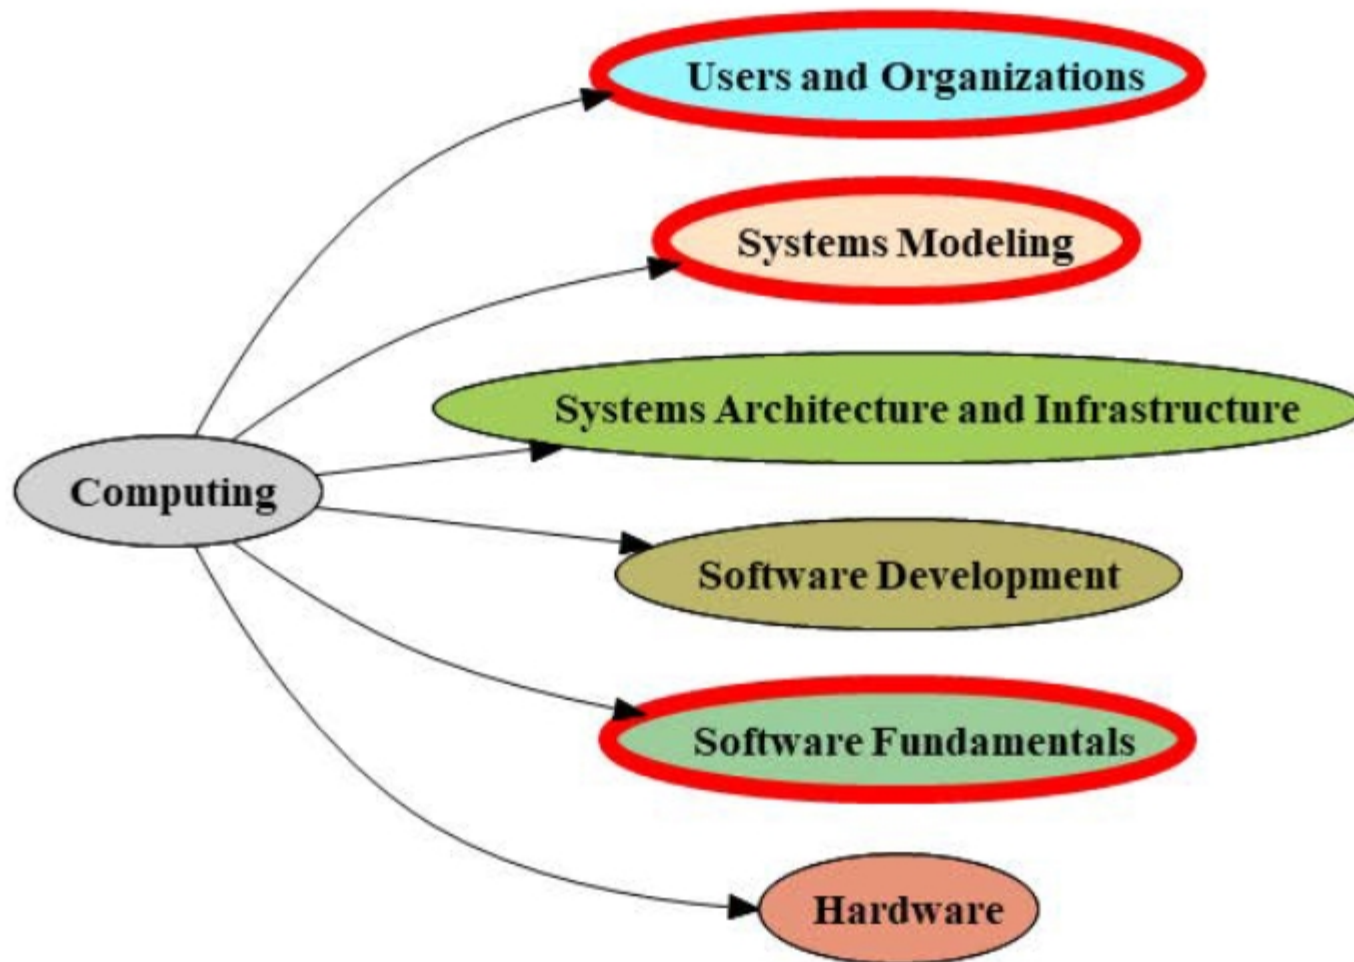 Users and Organizations
Systems Modeling
Systems Architecture and Infrastructure
Computing
Software Development
Software Fundamentals
Hardware